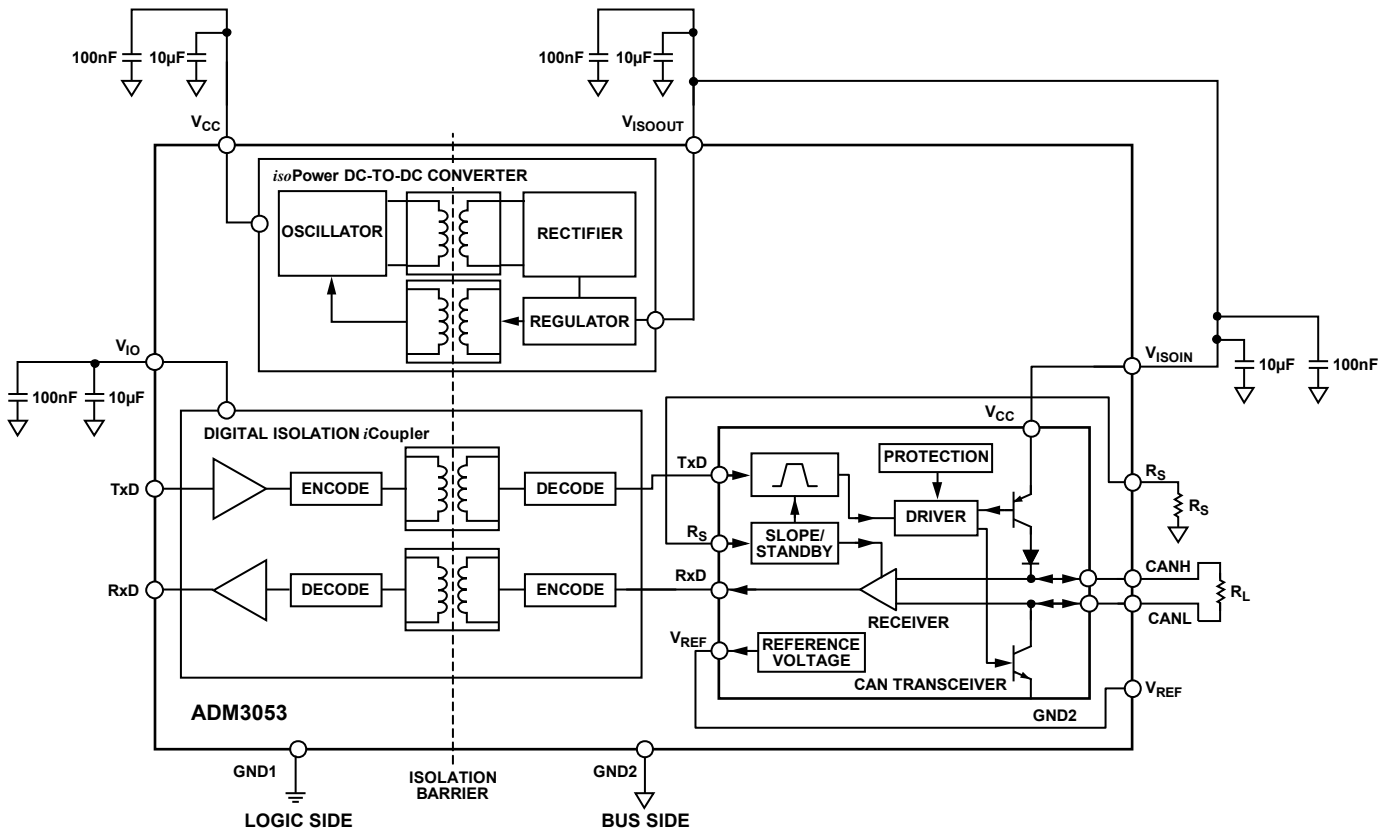 100nF 10µF
100nF 10µF
VCC
VISOOUT
isoPower DC-TO-DC CONVERTER
OSCILLATOR
RECTIFIER
REGULATOR
VIO
VISOIN
100nF 10µF
10µF 100nF
VCC
DIGITAL ISOLATION iCoupler
TxD
ENCODE
DECODE
TxD
PROTECTION
DRIVER
RS
RS
RS
SLOPE/
STANDBY
RxD
DECODE
ENCODE
RxD
RECEIVER
CANH
RL
CANL
VREF
REFERENCE
VOLTAGE
CAN TRANSCEIVER
VREF
GND2
ADM3053
GND1
ISOLATION
BARRIER
GND2
LOGIC SIDE
BUS SIDE